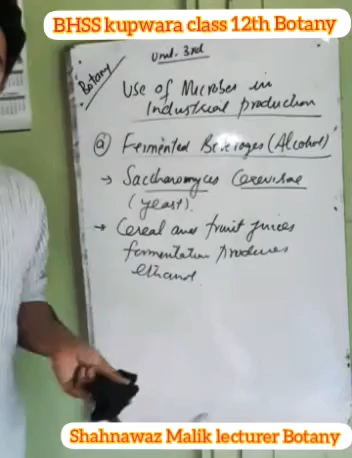 BHSS kupwara class 12th Botany
Unit. 3rd
Botany
Use of Microbes in
Industrial production
(a) Fermented Beverages (Alcohol)
→ Saccharomyces Cerevisae
(yeast).
→ Cereal and fruit juices
fermentation produces
ethanol
Shahnawaz Malik lecturer Botany